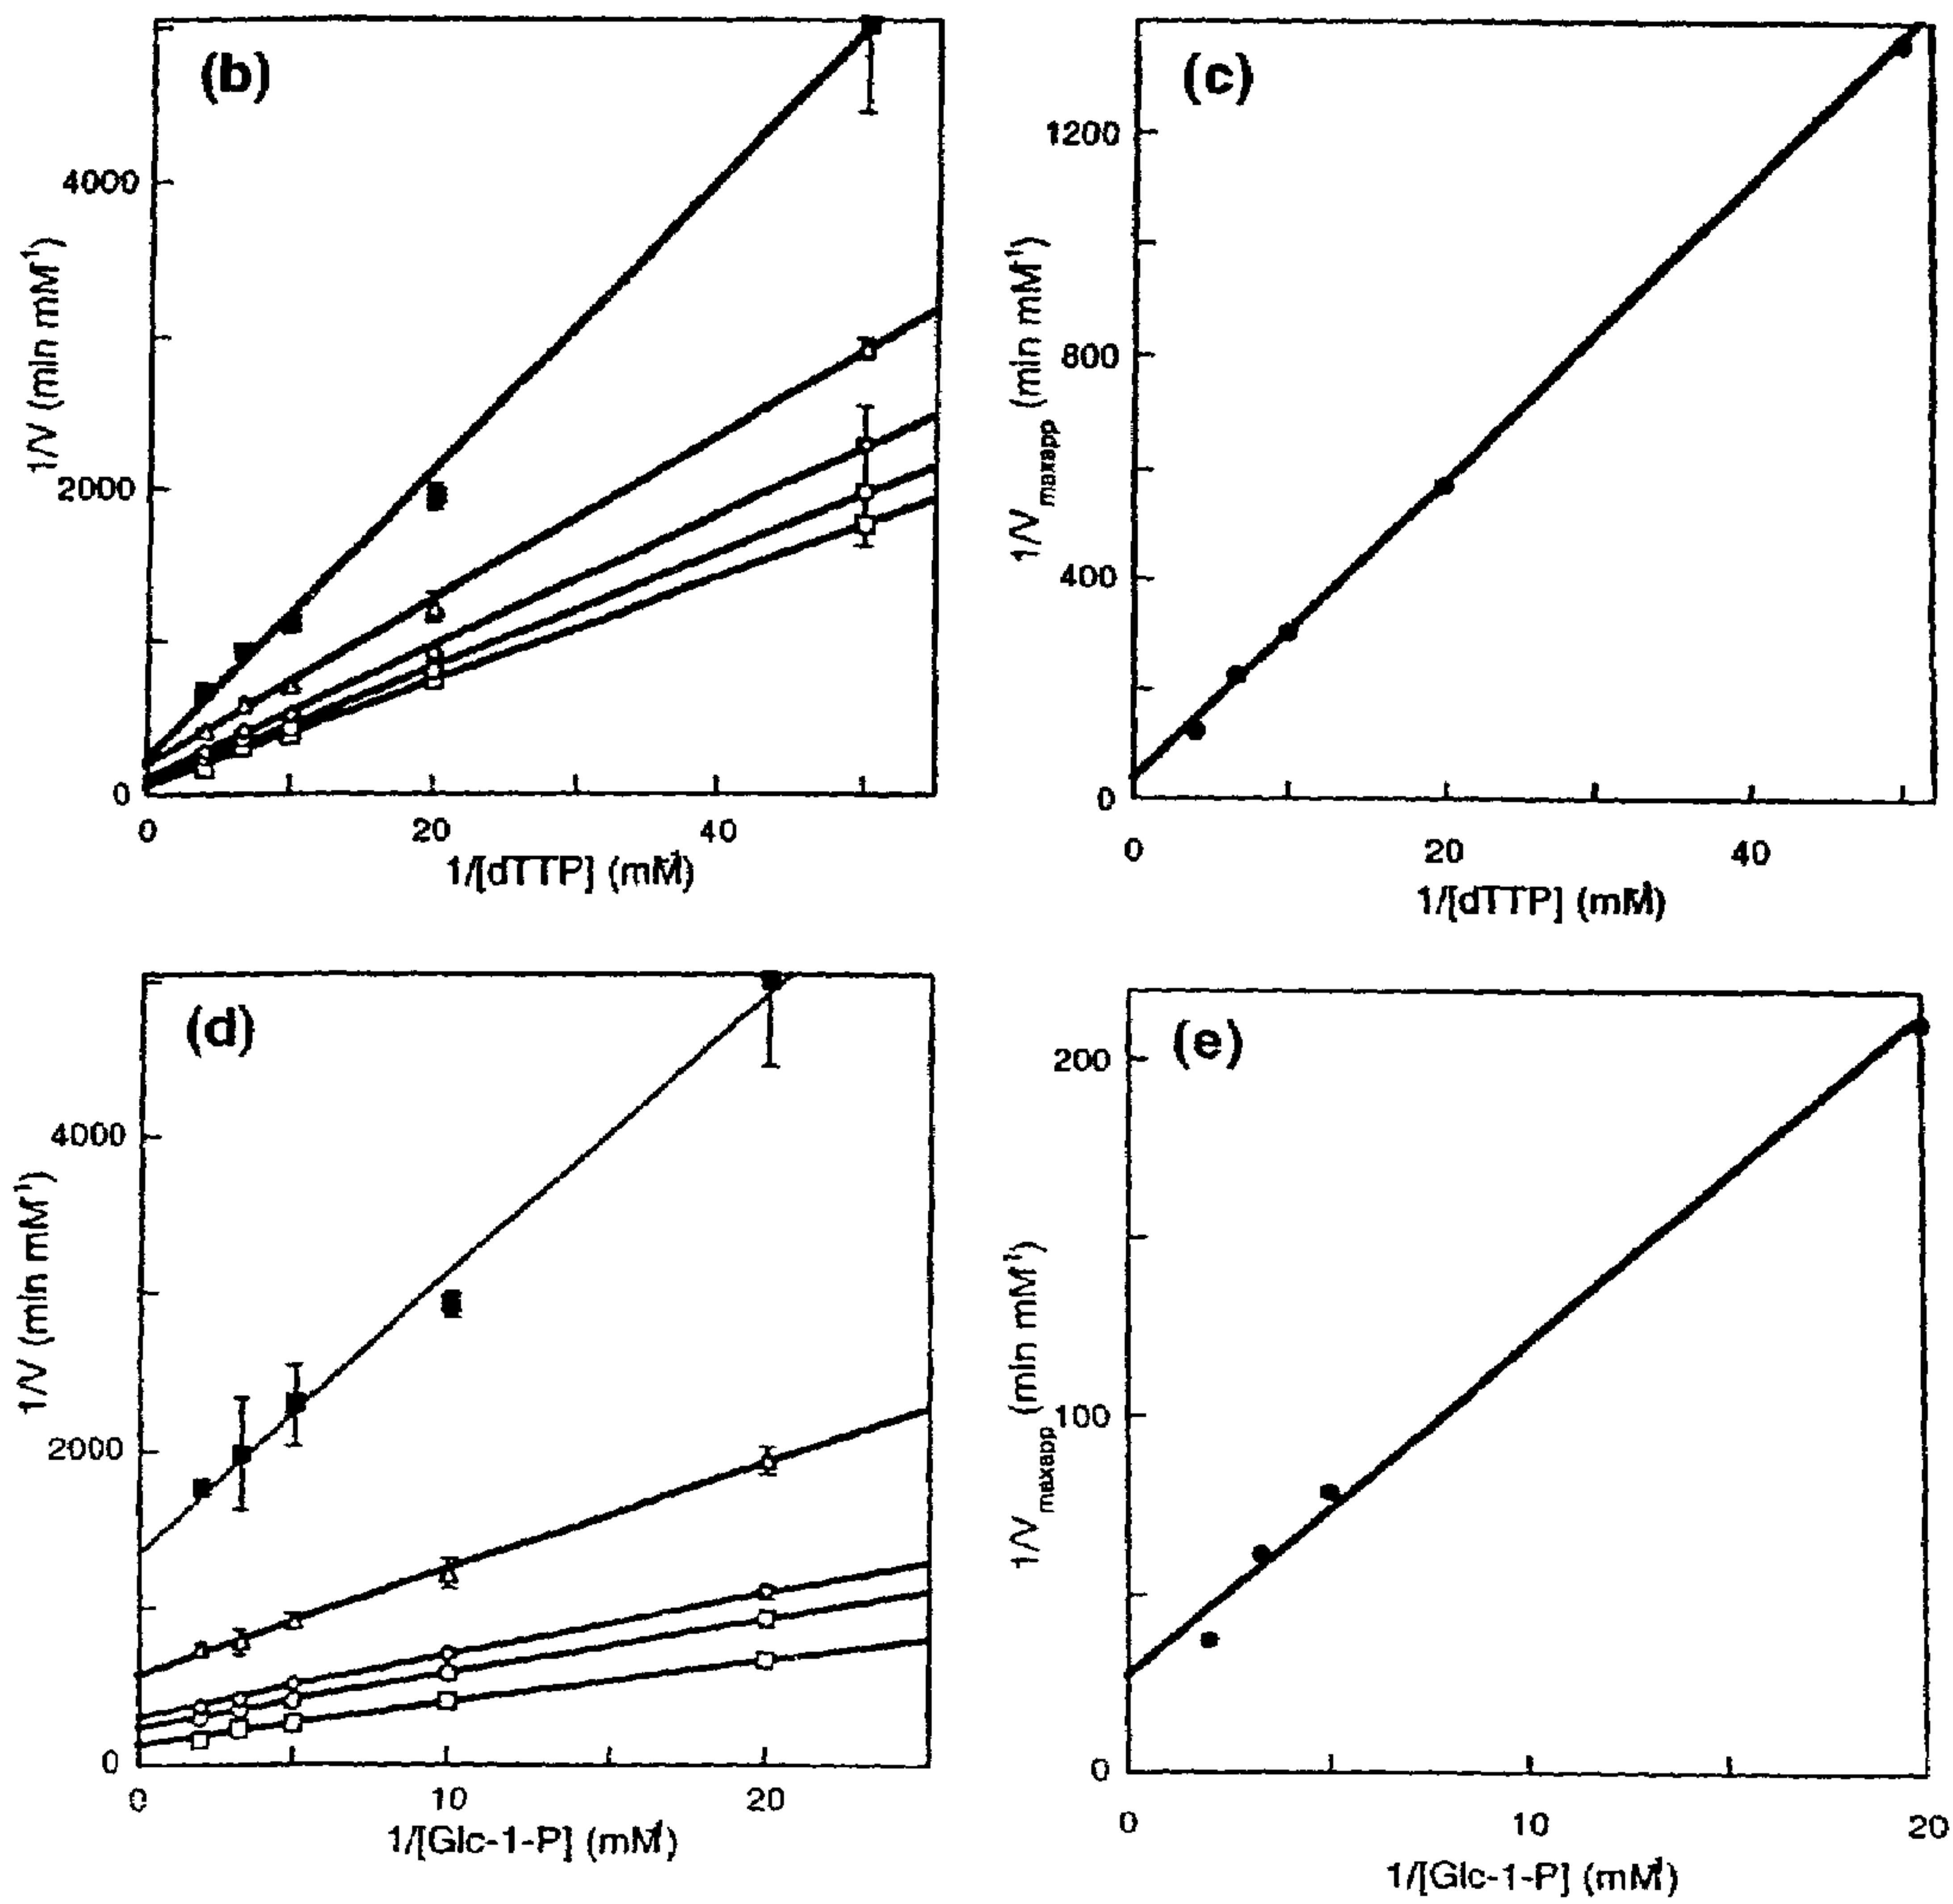 (b)
4000
2000
0
1/V (min mM⁻¹)
0 20 40
1/[dTTP] (mM⁻¹)
(c)
1200
800
400
0
1/Vmaxapp (min mM⁻¹)
0 20 40
1/[dTTP] (mM⁻¹)
(d)
4000
2000
0
1/V (min mM⁻¹)
0 10 20
1/[Glc-1-P] (mM⁻¹)
(e)
200
100
0
1/Vmaxapp (min mM⁻¹)
0 10 20
1/[Glc-1-P] (mM⁻¹)